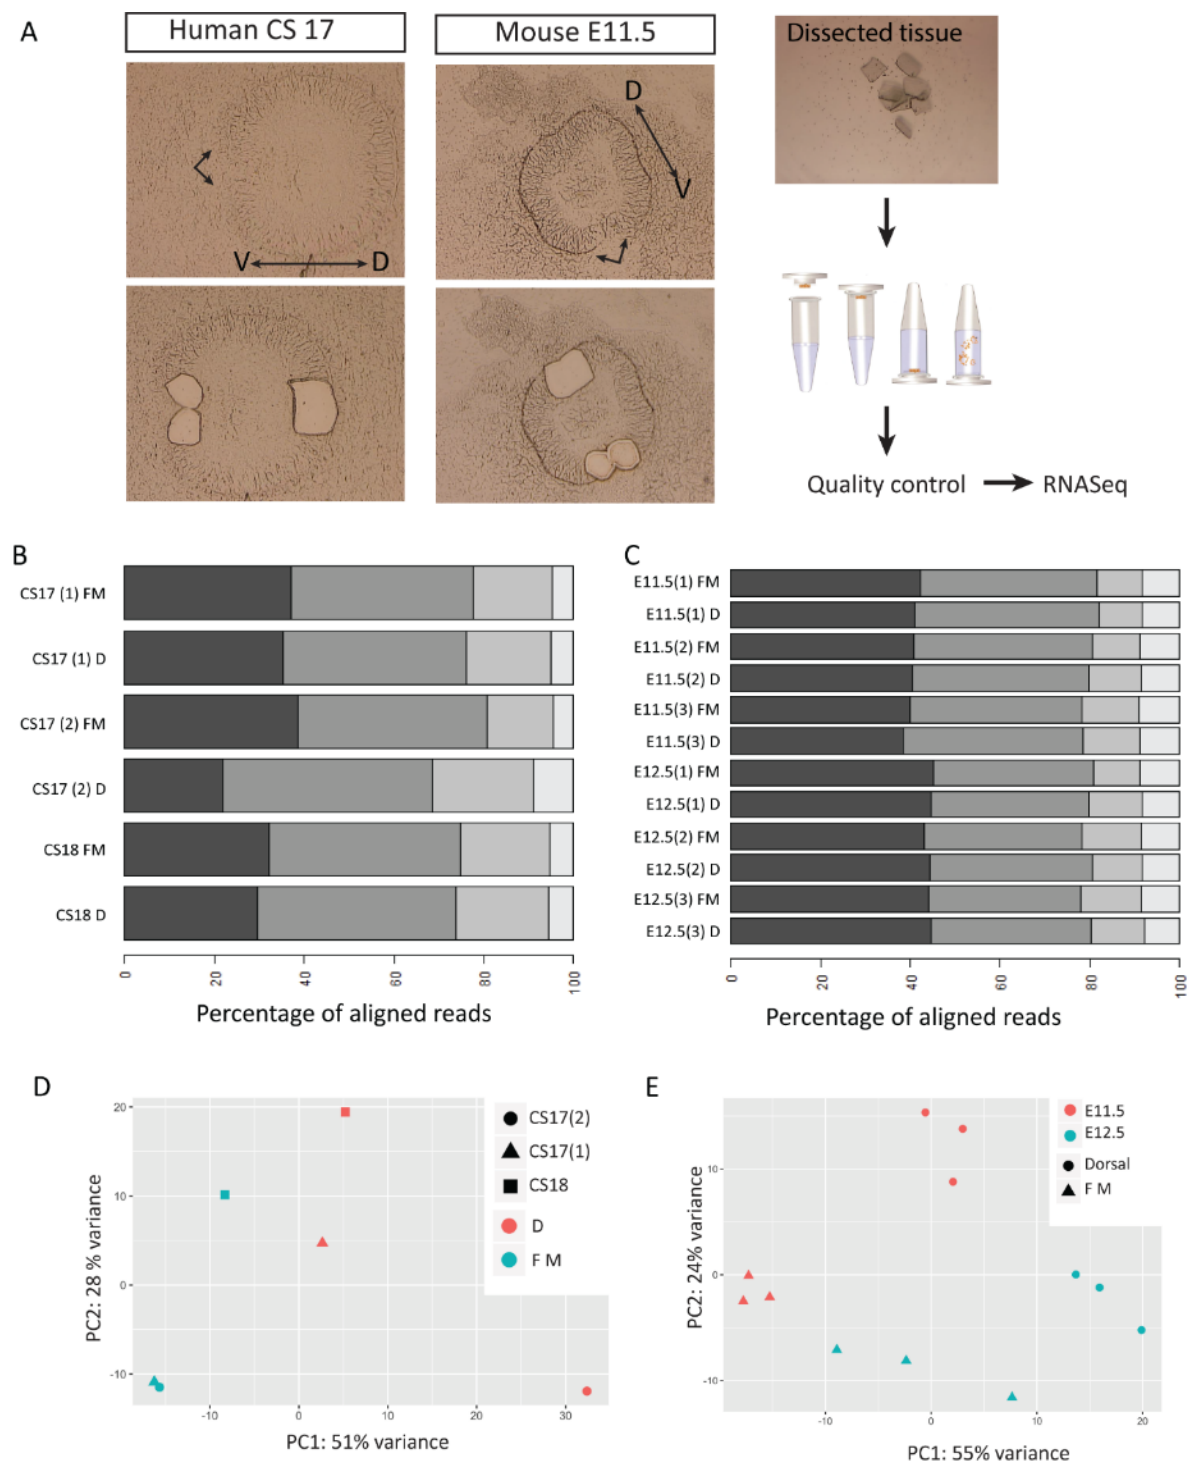 A
Human CS 17
Mouse E11.5
Dissected tissue
D
V
V D
Quality control
RNASeq
B
CS17 (1) FM
CS17 (1) D
CS17 (2) FM
CS17 (2) D
CS18 FM
CS18 D
0 20 40 60 80 100
Percentage of aligned reads
C
E11.5(1) FM
E11.5(1) D
E11.5(2) FM
E11.5(2) D
E11.5(3) FM
E11.5(3) D
E12.5(1) FM
E12.5(1) D
E12.5(2) FM
E12.5(2) D
E12.5(3) FM
E12.5(3) D
0 20 40 60 80 100
Percentage of aligned reads
D
PC2: 28 % variance
20
10
0
-10
-10 0 10 20 30
PC1: 51% variance
CS17(2)
CS17(1)
CS18
D
F M
E
PC2: 24% variance
10
0
-10
-10 0 10 20
PC1: 55% variance
E11.5
E12.5
Dorsal
F M